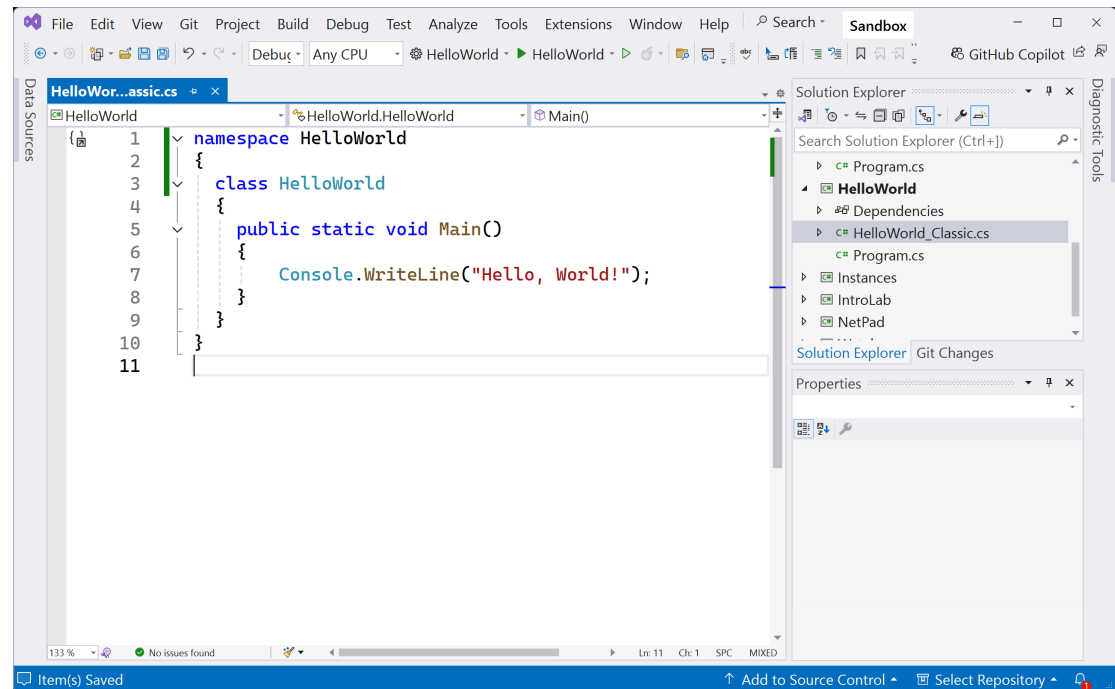 File Edit View Git Project Build Debug Test Analyze Tools Extensions Window Help Search Sandbox
Debug Any CPU HelloWorld HelloWorld GitHub Copilot
Data Sources
HelloWor...assic.cs
HelloWorld HelloWorld.HelloWorld Main()
1 namespace HelloWorld
2 {
3 class HelloWorld
4 {
5 public static void Main()
6 {
7 Console.WriteLine("Hello, World!");
8 }
9 }
10 }
11
133 % No issues found Ln: 11 Ch: 1 SPC MIXED
Solution Explorer
Search Solution Explorer (Ctrl+])
C# Program.cs
C# HelloWorld
Dependencies
C# HelloWorld_Classic.cs
C# Program.cs
C# Instances
C# IntroLab
C# NetPad
Solution Explorer Git Changes
Properties
Diagnostic Tools
Item(s) Saved Add to Source Control Select Repository 1